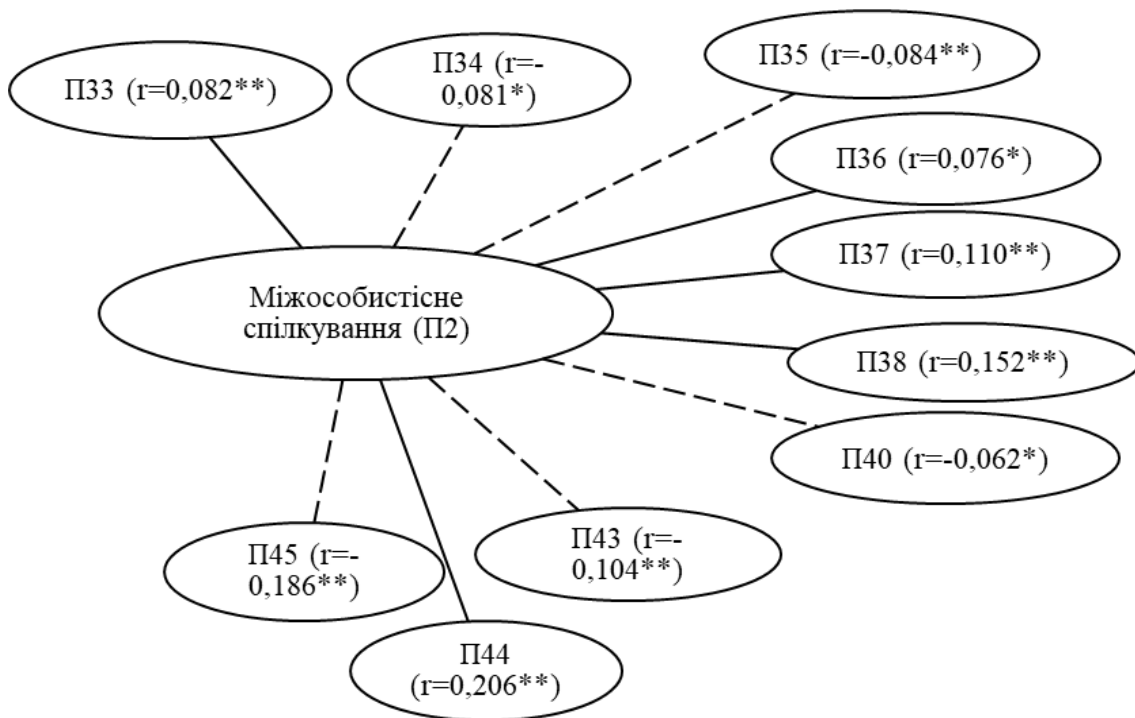 П33 (r=0,082**)
П34 (r=-
0,081*)
П35 (r=-0,084**)
П36 (r=0,076*)
П37 (r=0,110**)
Міжособистісне
спілкування (П2)
П38 (r=0,152**)
П40 (r=-0,062*)
П45 (r=-
0,186**)
П43 (r=-
0,104**)
П44
(r=0,206**)